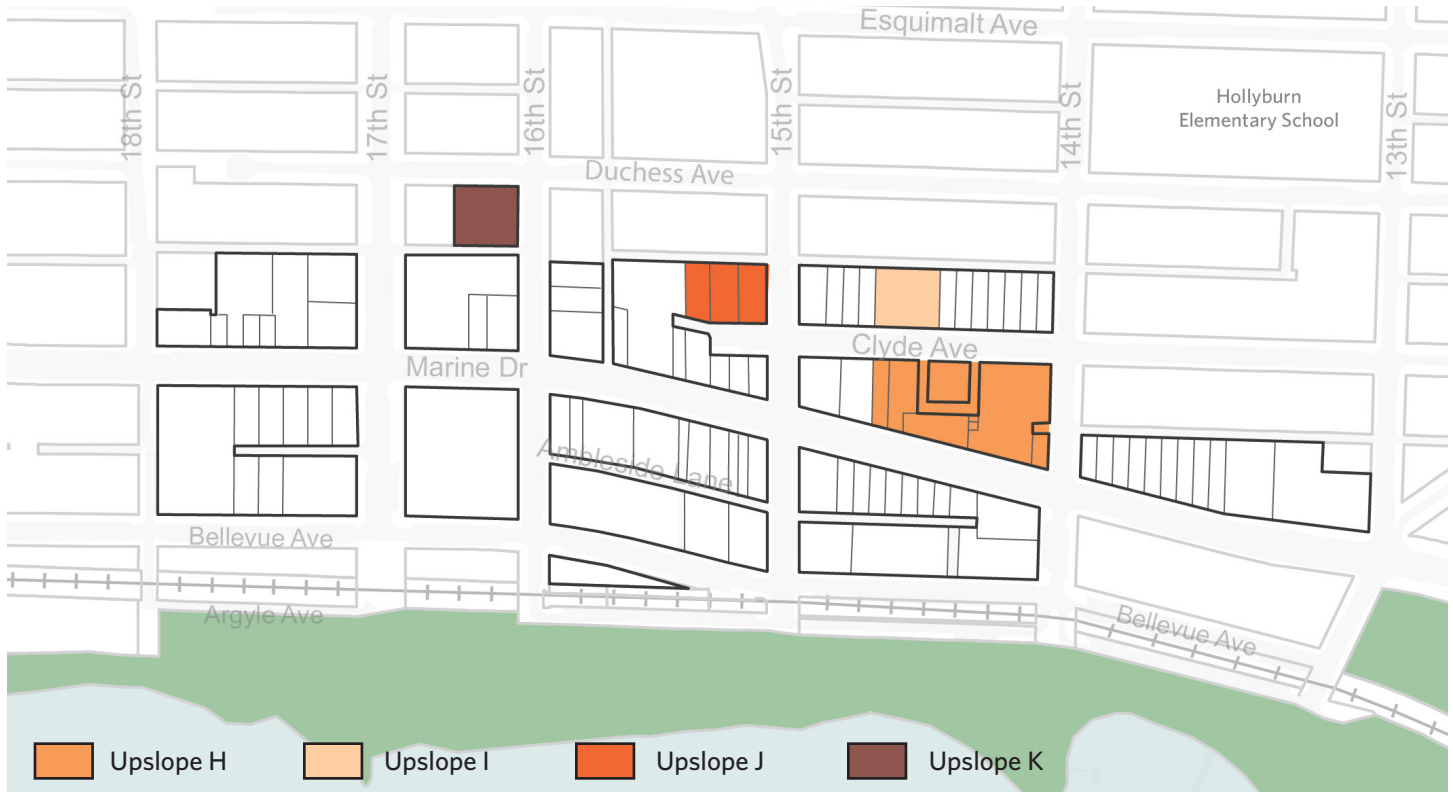 Esquimalt Ave
18th St
17th St
16th St
15th St
14th St
13th St
Hollyburn
Elementary School
Duchess Ave
Clyde Ave
Marine Dr
Ambleside Lane
Bellevue Ave
Argyle Ave
Bellevue Ave
Upslope H
Upslope I
Upslope J
Upslope K